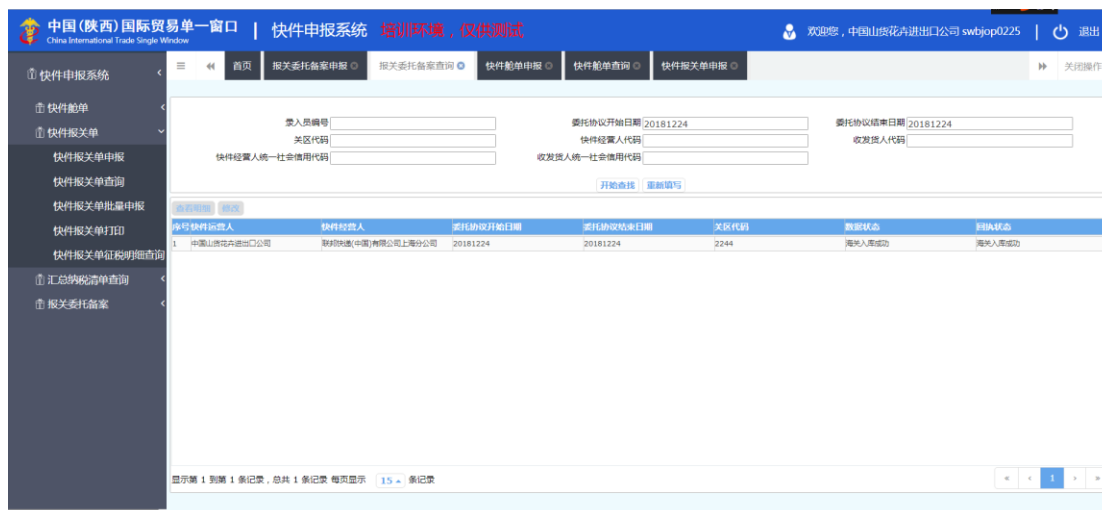 中国(陕西)国际贸易单一窗口 | 快件申报系统 培训环境，仅供测试
China International Trade Single Window
欢迎您，中国山货花卉进出口公司 swbjop0225 | 退出
快件申报系统
首页 报关委托备案申报 报关委托备案查询 快件舱单申报 快件舱单查询 快件报关单申报 关闭操作
快件舱单
快件报关单
快件报关单申报
快件报关单查询
快件报关单批量申报
快件报关单打印
快件报关单征税明细查询
汇总纳税清单查询
报关委托备案
录入员编号 委托协议开始日期 20181224 委托协议结束日期 20181224
关区代码 快件经营人代码 收发货人代码
快件经营人统一社会信用代码 收发货人统一社会信用代码
开始查找 重新填写
查看明细 修改
序号 快件运营人 快件经营人 委托协议开始日期 委托协议结束日期 关区代码 数据状态 回执状态
1 中国山货花卉进出口公司 联邦快递(中国)有限公司上海分公司 20181224 20181224 2244 海关入库成功 海关入库成功
显示第 1 到第 1 条记录，总共 1 条记录 每页显示 15 条记录
« ‹ 1 › »